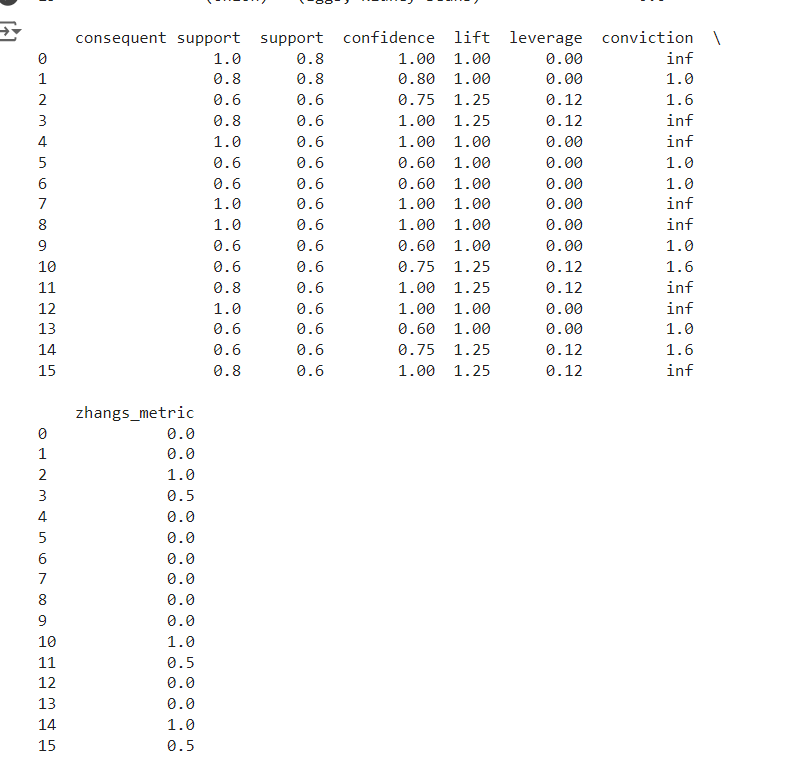 consequent support  support  confidence  lift  leverage  conviction  \
0   1.0  0.8  1.00  1.00  0.00  inf
1   0.8  0.8  0.80  1.00  0.00  1.0
2   0.6  0.6  0.75  1.25  0.12  1.6
3   0.8  0.6  1.00  1.25  0.12  inf
4   1.0  0.6  1.00  1.00  0.00  inf
5   0.6  0.6  0.60  1.00  0.00  1.0
6   0.6  0.6  0.60  1.00  0.00  1.0
7   1.0  0.6  1.00  1.00  0.00  inf
8   1.0  0.6  1.00  1.00  0.00  inf
9   0.6  0.6  0.60  1.00  0.00  1.0
10  0.6  0.6  0.75  1.25  0.12  1.6
11  0.8  0.6  1.00  1.25  0.12  inf
12  1.0  0.6  1.00  1.00  0.00  inf
13  0.6  0.6  0.60  1.00  0.00  1.0
14  0.6  0.6  0.75  1.25  0.12  1.6
15  0.8  0.6  1.00  1.25  0.12  inf
zhangs_metric
0   0.0
1   0.0
2   1.0
3   0.5
4   0.0
5   0.0
6   0.0
7   0.0
8   0.0
9   0.0
10  1.0
11  0.5
12  0.0
13  0.0
14  1.0
15  0.5